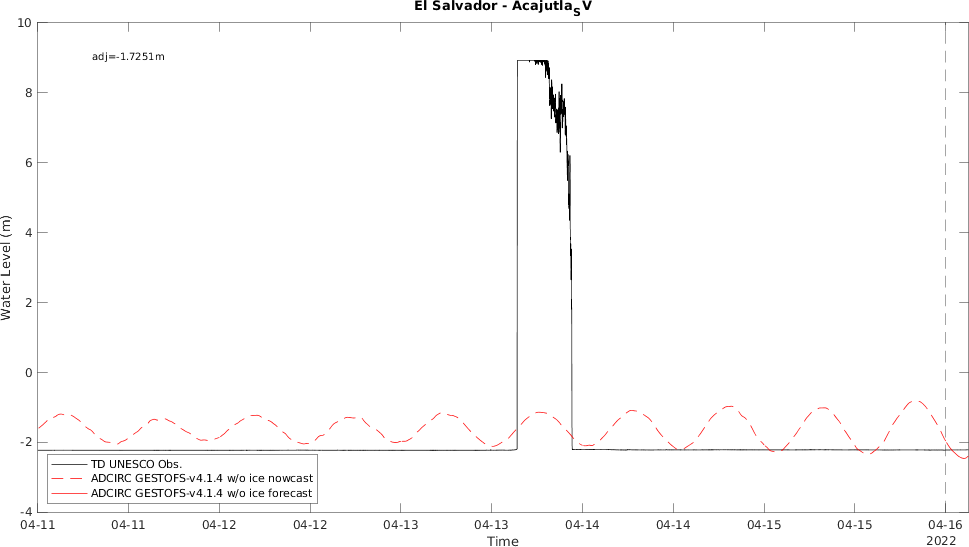 El Salvador - AcajutlaSV
adj=-1.7251m
10
8
6
4
2
0
-2
-4
Water Level (m)
TD UNESCO Obs.
ADCIRC GESTOFS-v4.1.4 w/o ice nowcast
ADCIRC GESTOFS-v4.1.4 w/o ice forecast
04-11 04-11 04-12 04-12 04-13 04-13 04-14 04-14 04-15 04-15 04-16
Time
2022